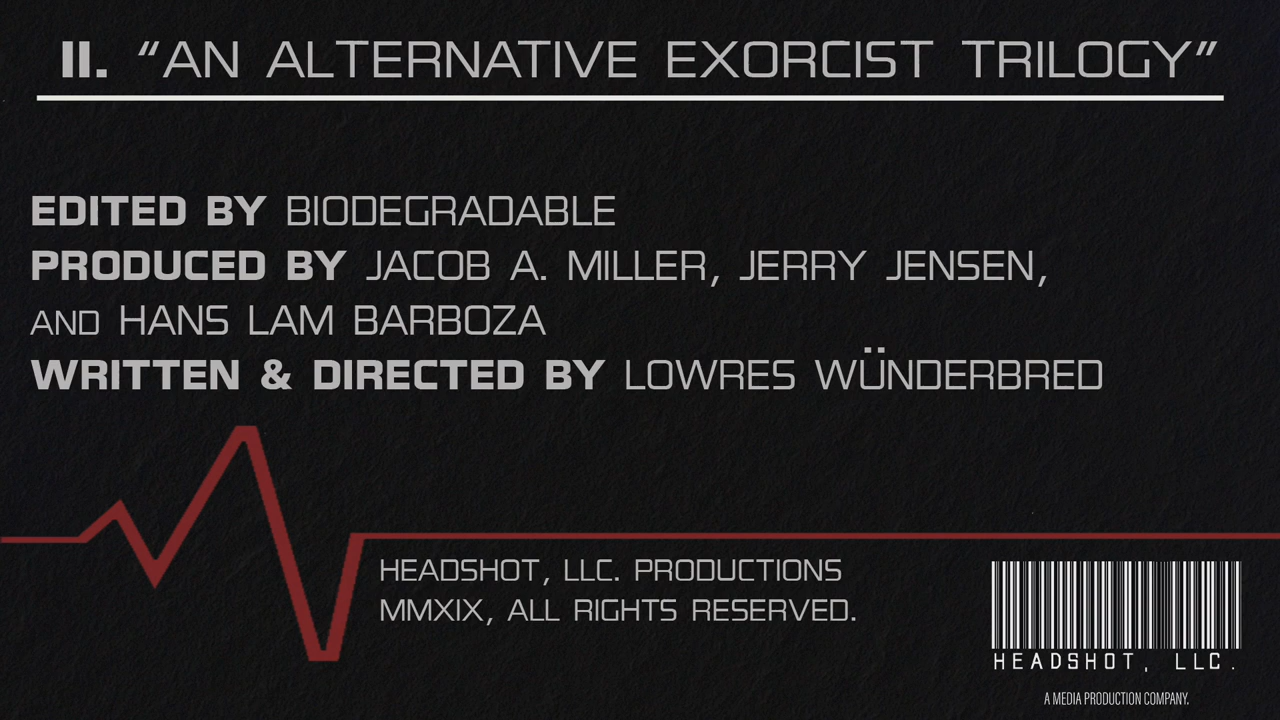 II. “AN ALTERNATIVE EXORCIST TRILOGY”
EDITED BY BIODEGRADABLE
PRODUCED BY JACOB A. MILLER, JERRY JENSEN,
AND HANS LAM BARBOZA
WRITTEN & DIRECTED BY LOWRES WÜNDERBRED
HEADSHOT, LLC. PRODUCTIONS
MMXIX, ALL RIGHTS RESERVED.
HEADSHOT, LLC.
A MEDIA PRODUCTION COMPANY.